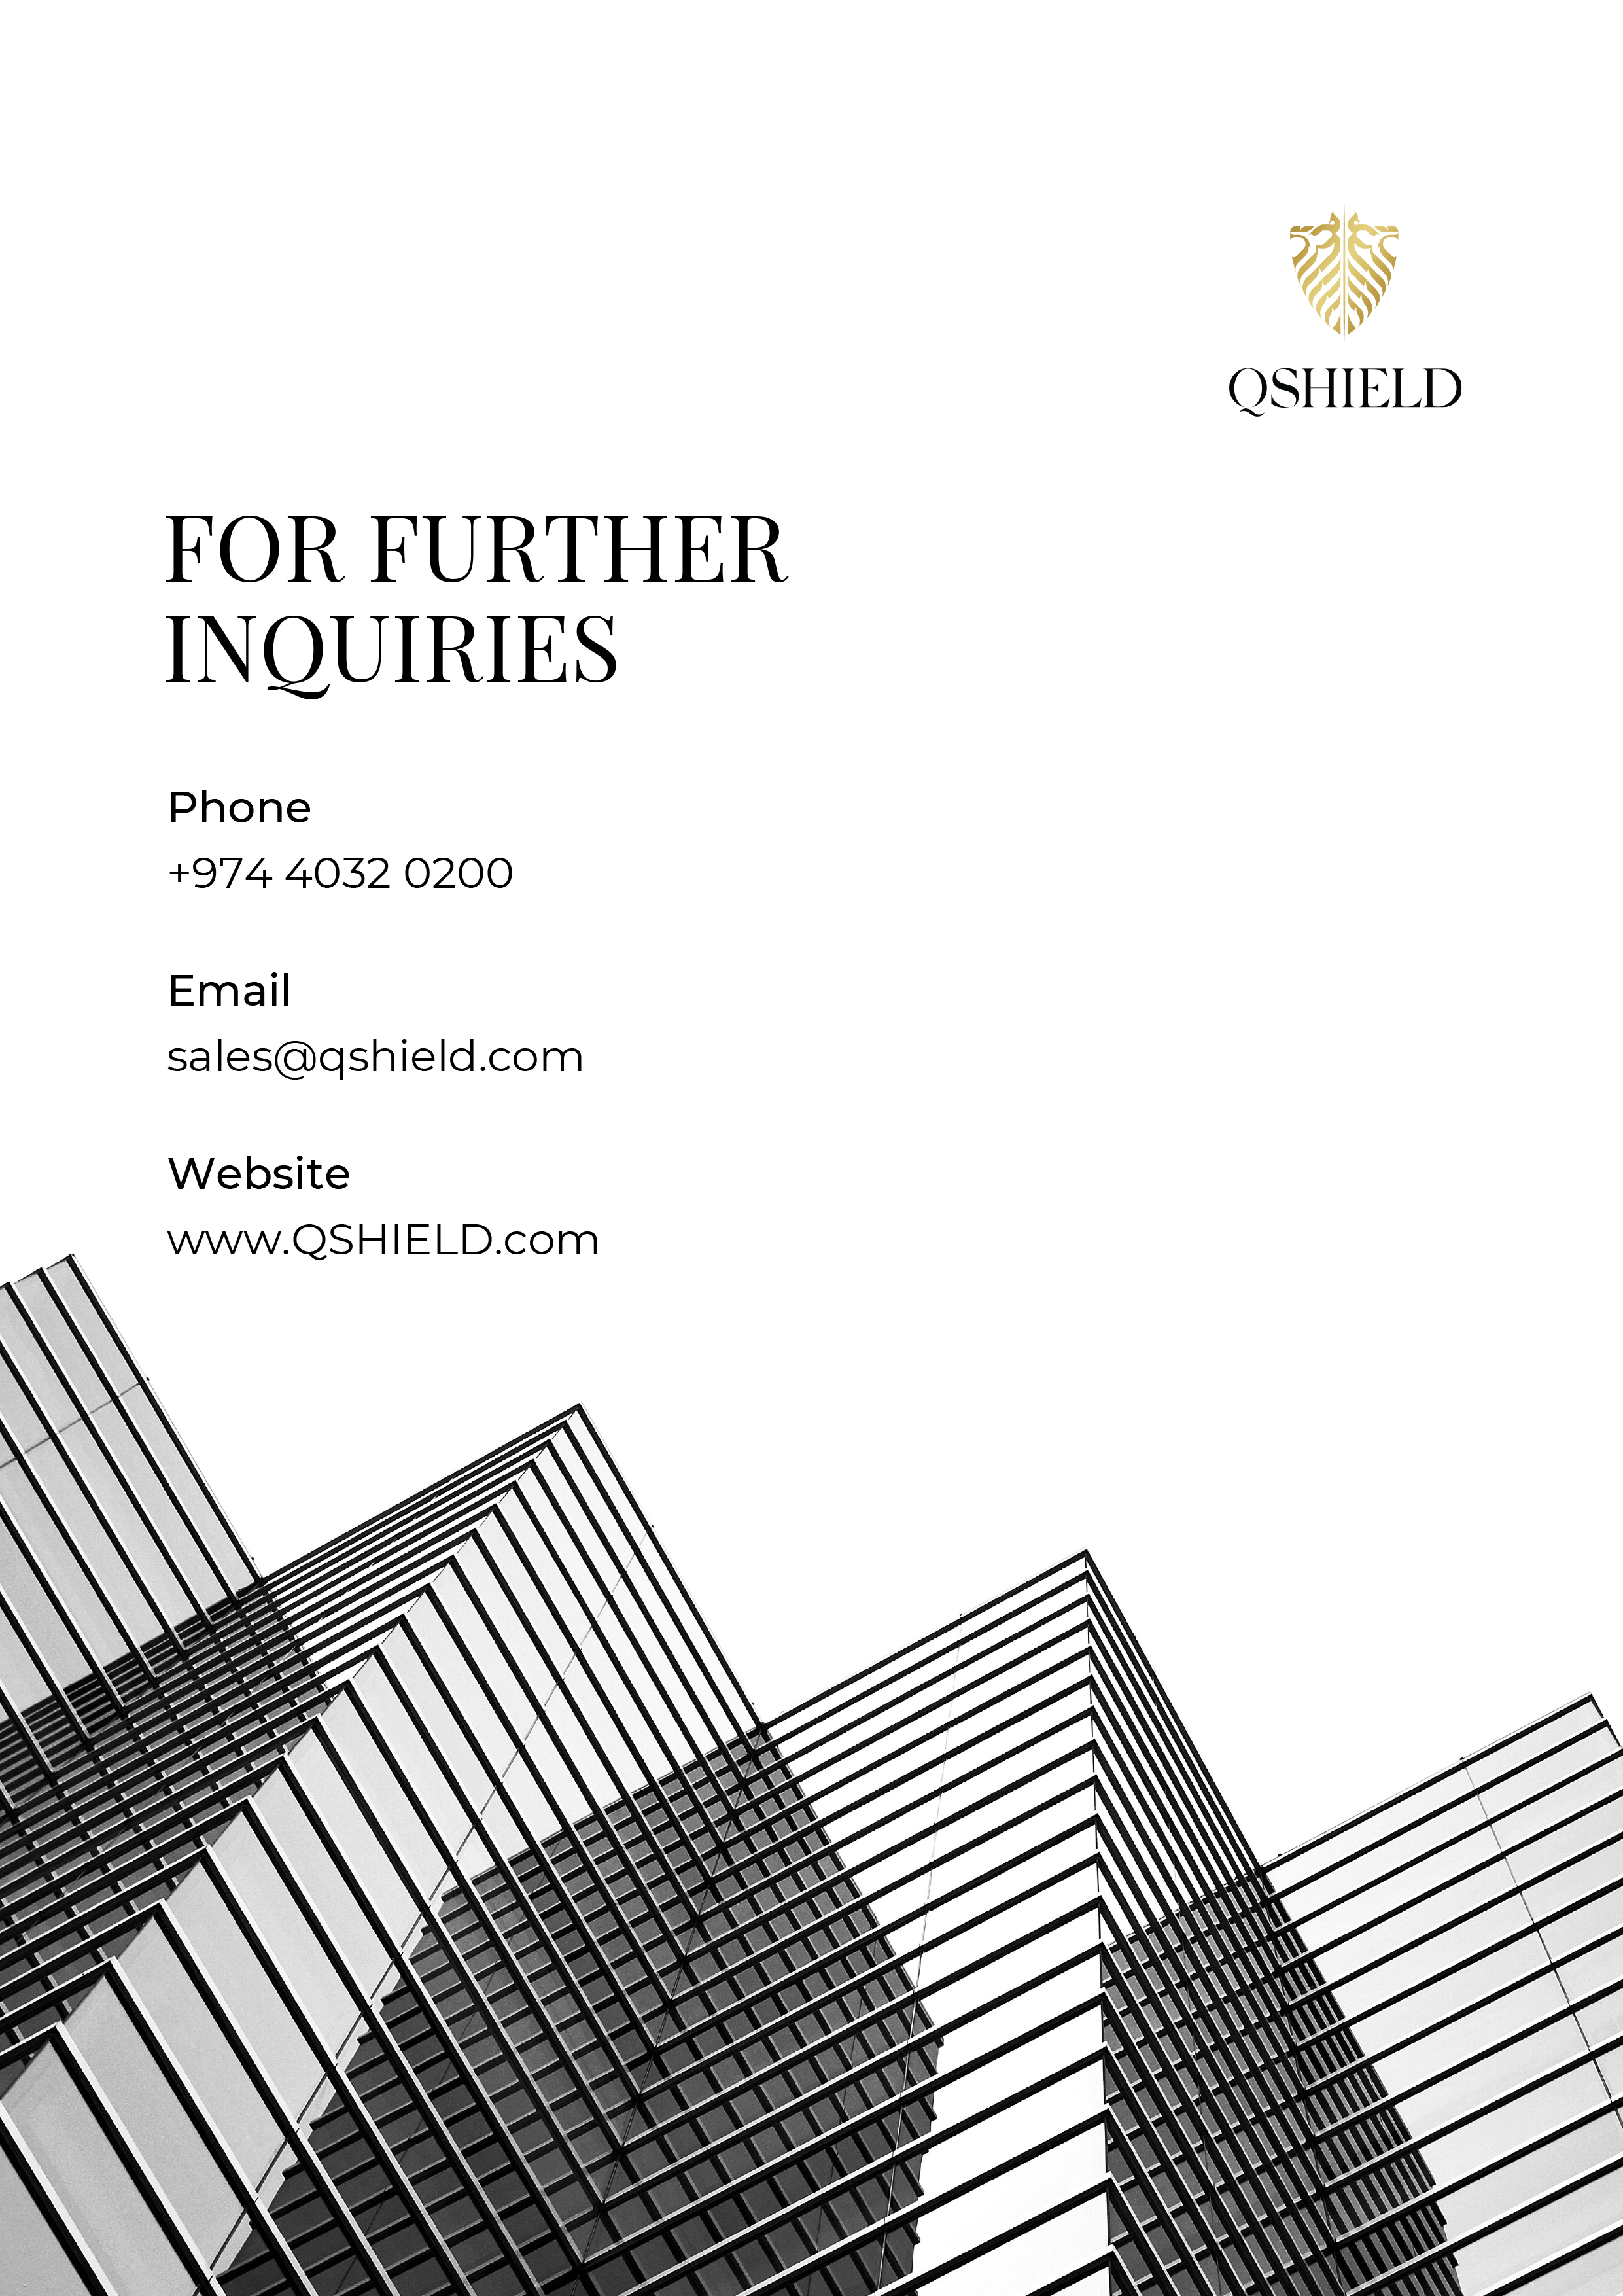 QSHIELD
FOR FURTHER
INQUIRIES
Phone
+974 4032 0200
Email
sales@qshield.com
Website
www.QSHIELD.com